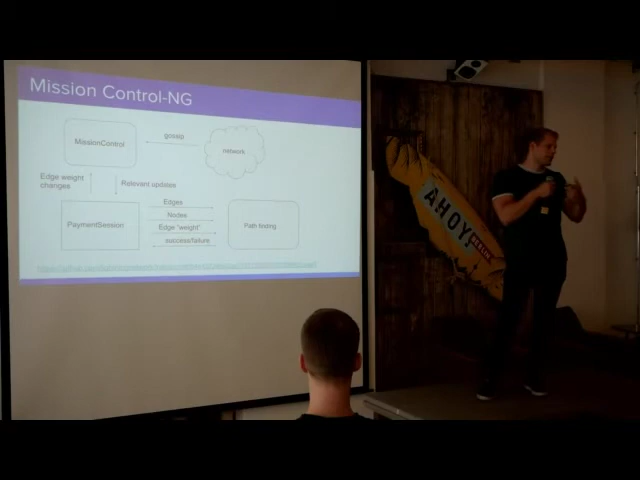 Mission Control-NG
MissionControl
gossip
network
Edge weight
changes
Relevant updates
PaymentSession
Edges
Nodes
Edge "weight"
success/failure
Path finding
AHOY!
BERLIN